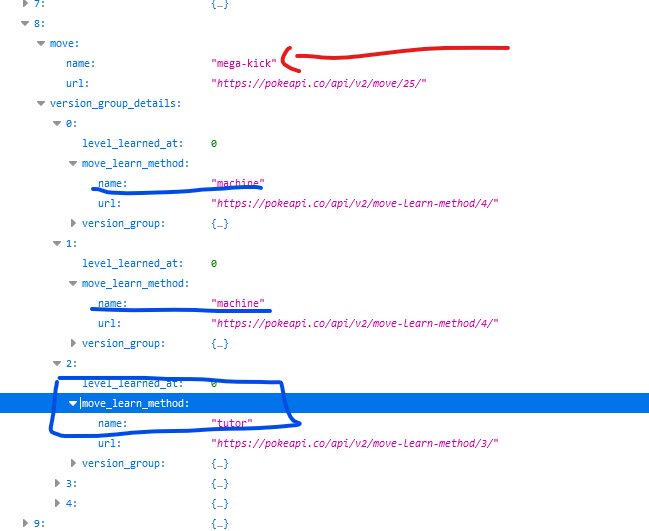 7: {…}
8:
move:
name: "mega-kick"
url: "https://pokeapi.co/api/v2/move/25/"
version_group_details:
0:
level_learned_at: 0
move_learn_method:
name: "machine"
url: "https://pokeapi.co/api/v2/move-learn-method/4/"
version_group: {…}
1:
level_learned_at: 0
move_learn_method:
name: "machine"
url: "https://pokeapi.co/api/v2/move-learn-method/4/"
version_group: {…}
2:
level_learned_at: 0
move_learn_method:
name: "tutor"
url: "https://pokeapi.co/api/v2/move-learn-method/3/"
version_group: {…}
3: {…}
4: {…}
9: {…}